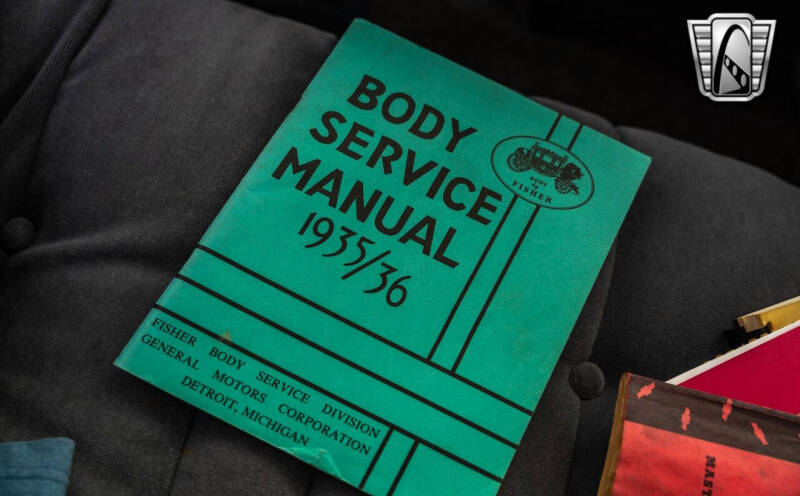 BODY
SERVICE
MANUAL
1935/36
BODY
by
FISHER
FISHER BODY SERVICE DIVISION
GENERAL MOTORS CORPORATION
DETROIT, MICHIGAN